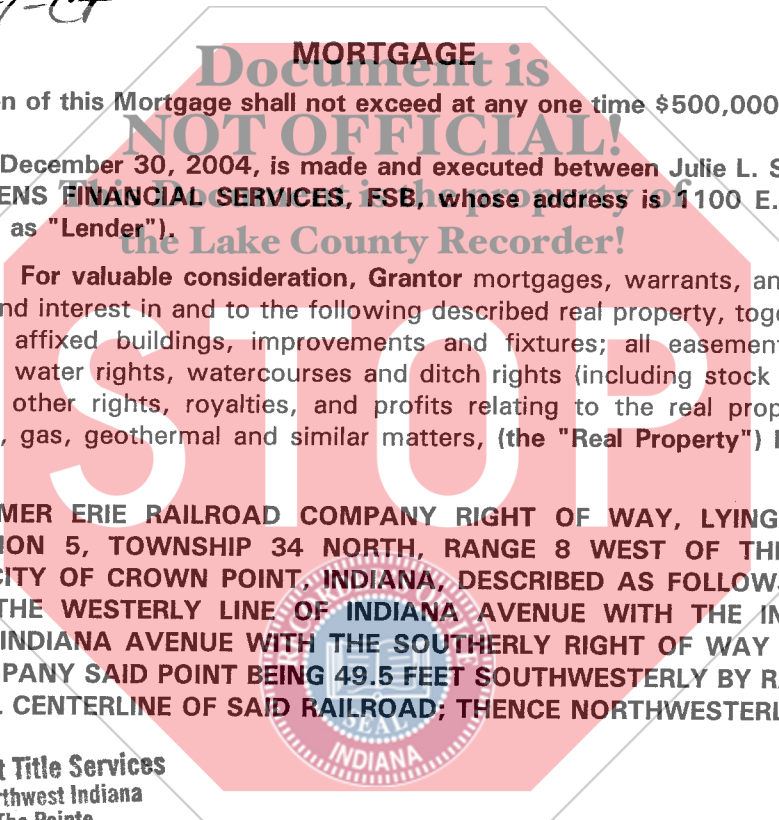 MORTGAGE
Document is
n of this Mortgage shall not exceed at any one time $500,000
NOT OFFICIAL!
December 30, 2004, is made and executed between Julie L. S
This Document is the property of
ENS FINANCIAL SERVICES, FSB, whose address is 1100 E.
as "Lender").
the Lake County Recorder!
For valuable consideration, Grantor mortgages, warrants, an
nd interest in and to the following described real property, toge
affixed buildings, improvements and fixtures; all easement
water rights, watercourses and ditch rights (including stock
other rights, royalties, and profits relating to the real prop
, gas, geothermal and similar matters, (the "Real Property") l
STOP
MER ERIE RAILROAD COMPANY RIGHT OF WAY, LYING
ION 5, TOWNSHIP 34 NORTH, RANGE 8 WEST OF TH
CITY OF CROWN POINT, INDIANA, DESCRIBED AS FOLLOW
THE WESTERLY LINE OF INDIANA AVENUE WITH THE IN
INDIANA AVENUE WITH THE SOUTHERLY RIGHT OF WAY
PANY SAID POINT BEING 49.5 FEET SOUTHWESTERLY BY R
CENTERLINE OF SAID RAILROAD; THENCE NORTHWESTERL
SEAL
INDIANA
t Title Services
rthwest Indiana
The Pointe